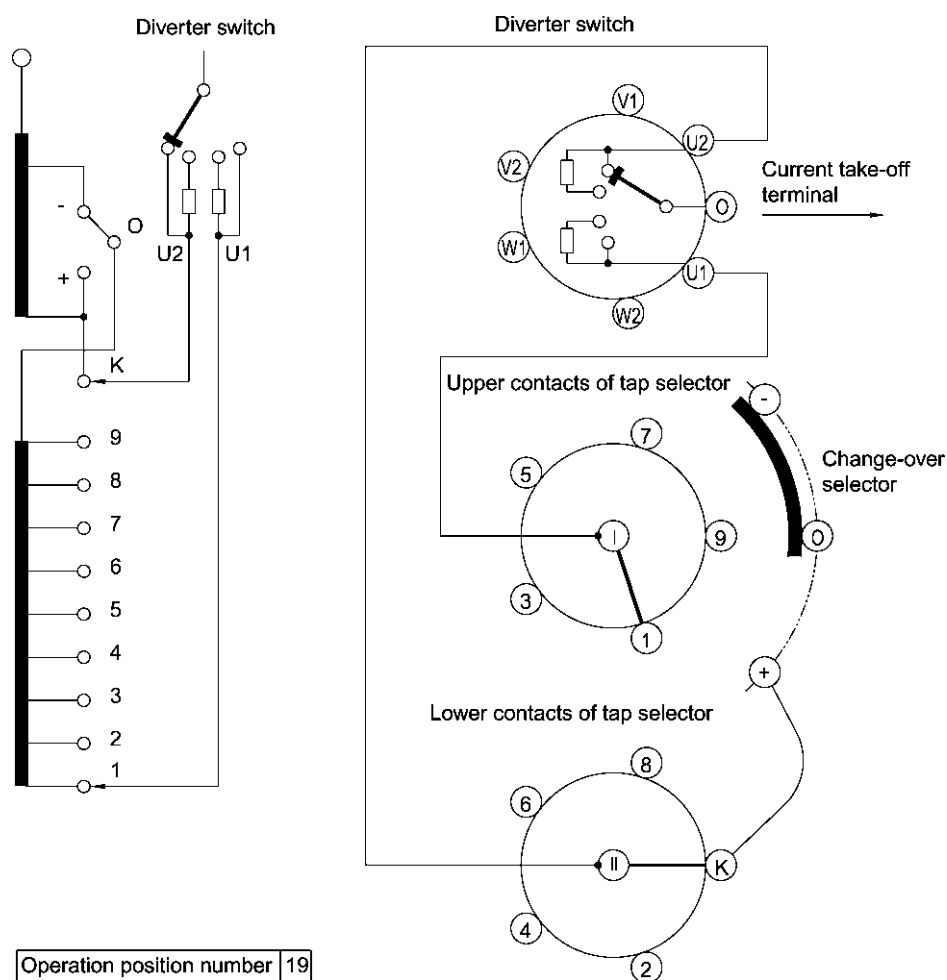 Diverter switch
-
O
+
U2 U1
K
9
8
7
6
5
4
3
2
1
Operation position number 19
Diverter switch
V1
U2
V2
O
W1
U1
W2
Current take-off
terminal
Upper contacts of tap selector
7
5
I
9
3
1
-
Change-over
selector
O
+
Lower contacts of tap selector
8
6
II
K
4
2